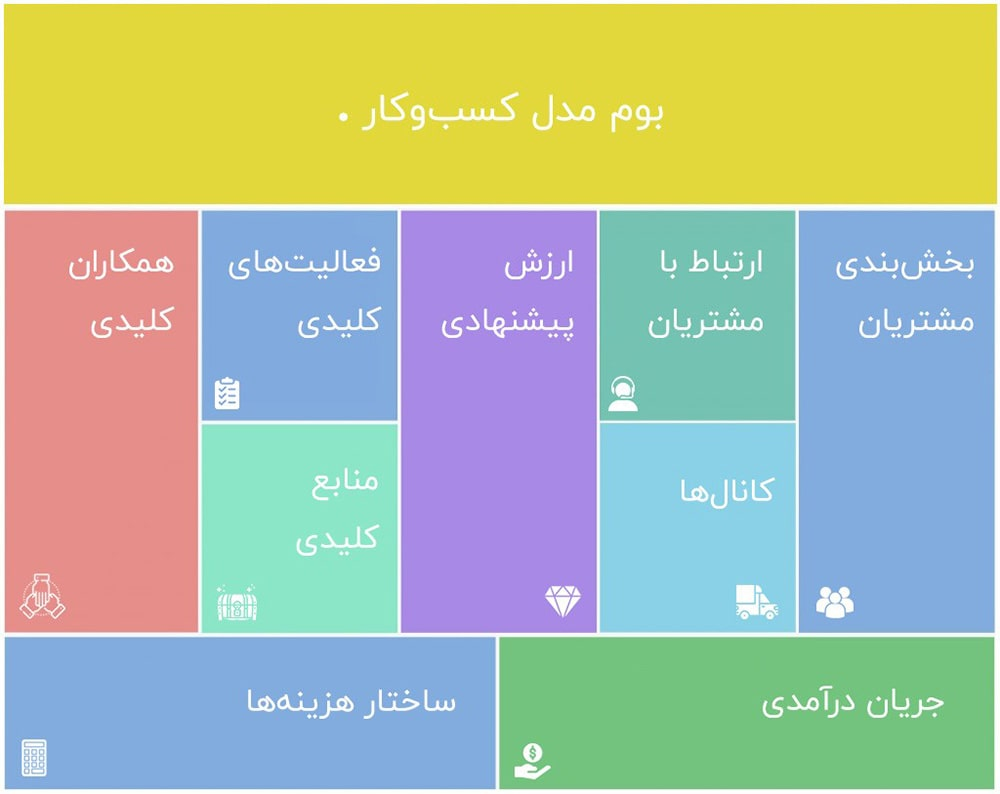 بوم مدل کسب‌وکار .
بخش‌بندی
مشتریان
ارتباط با
مشتریان
کانال‌ها
ارزش
پیشنهادی
فعالیت‌های
کلیدی
منابع
کلیدی
همکاران
کلیدی
جریان درآمدی
ساختار هزینه‌ها